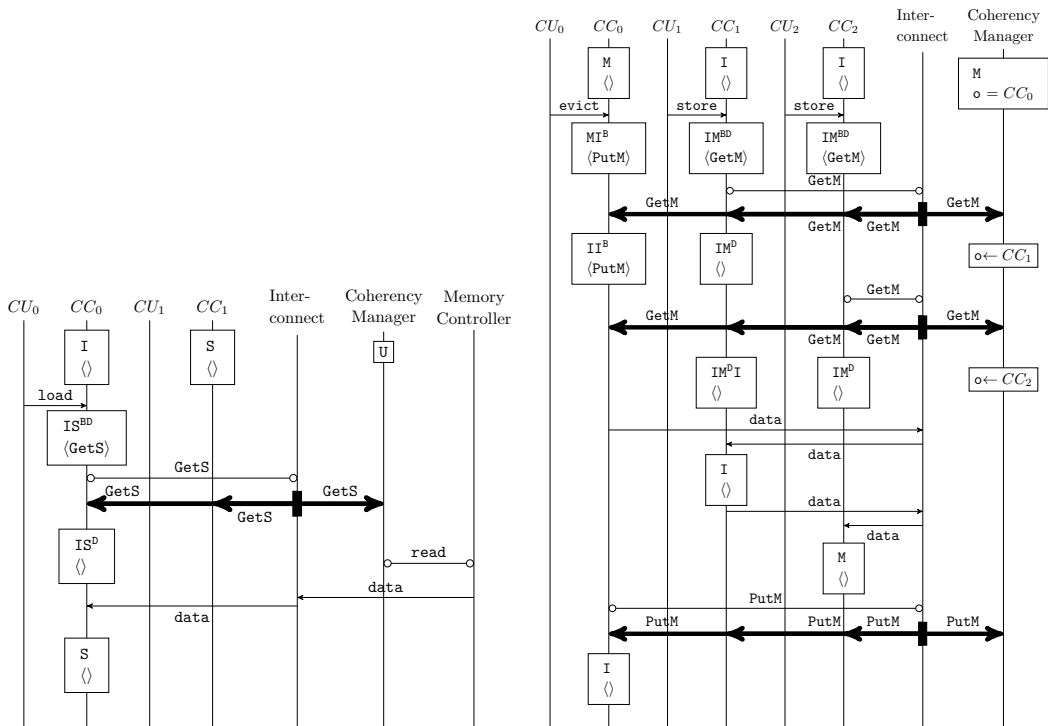 CU₀ CC₀ CU₁ CC₁ Inter-connect Coherency Manager Memory Controller
I
⟨⟩
S
⟨⟩
U
load
ISᴮᴰ
⟨GetS⟩
GetS
GetS GetS
GetS
ISᴰ
⟨⟩
read
data
data
S
⟨⟩
CU₀ CC₀ CU₁ CC₁ CU₂ CC₂ Inter-connect Coherency Manager
M
⟨⟩
I
⟨⟩
I
⟨⟩
M
o = CC₀
evict store store
MIᴮ
⟨PutM⟩
IMᴮᴰ
⟨GetM⟩
IMᴮᴰ
⟨GetM⟩
GetM
GetM GetM
GetM GetM
IIᴮ
⟨PutM⟩
IMᴰ
⟨⟩
o← CC₁
GetM
GetM GetM
GetM GetM
IMᴰI
⟨⟩
IMᴰ
⟨⟩
o← CC₂
data
data
I
⟨⟩
data
data
M
⟨⟩
PutM
PutM PutM PutM PutM
I
⟨⟩